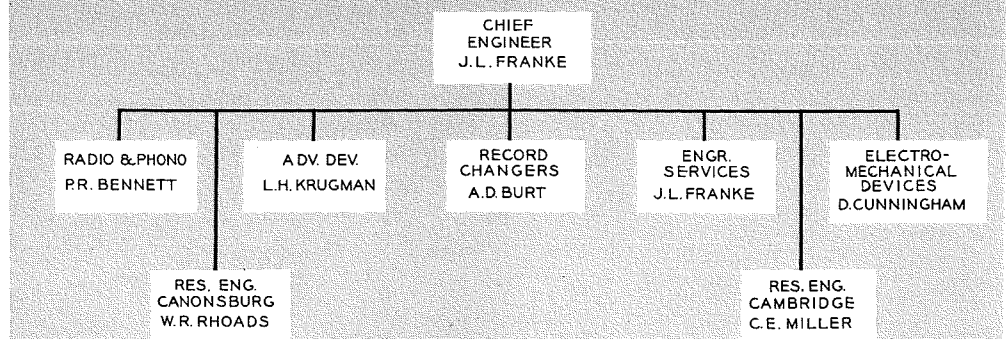 CHIEF
ENGINEER
J.L. FRANKE
RADIO & PHONO
P.R. BENNETT
ADV. DEV.
L.H. KRUGMAN
RECORD
CHANGERS
A.D. BURT
ENGR.
SERVICES
J.L. FRANKE
ELECTRO-
MECHANICAL
DEVICES
D. CUNNINGHAM
RES. ENG.
CANONSBURG
W.R. RHOADS
RES. ENG.
CAMBRIDGE
C.E. MILLER